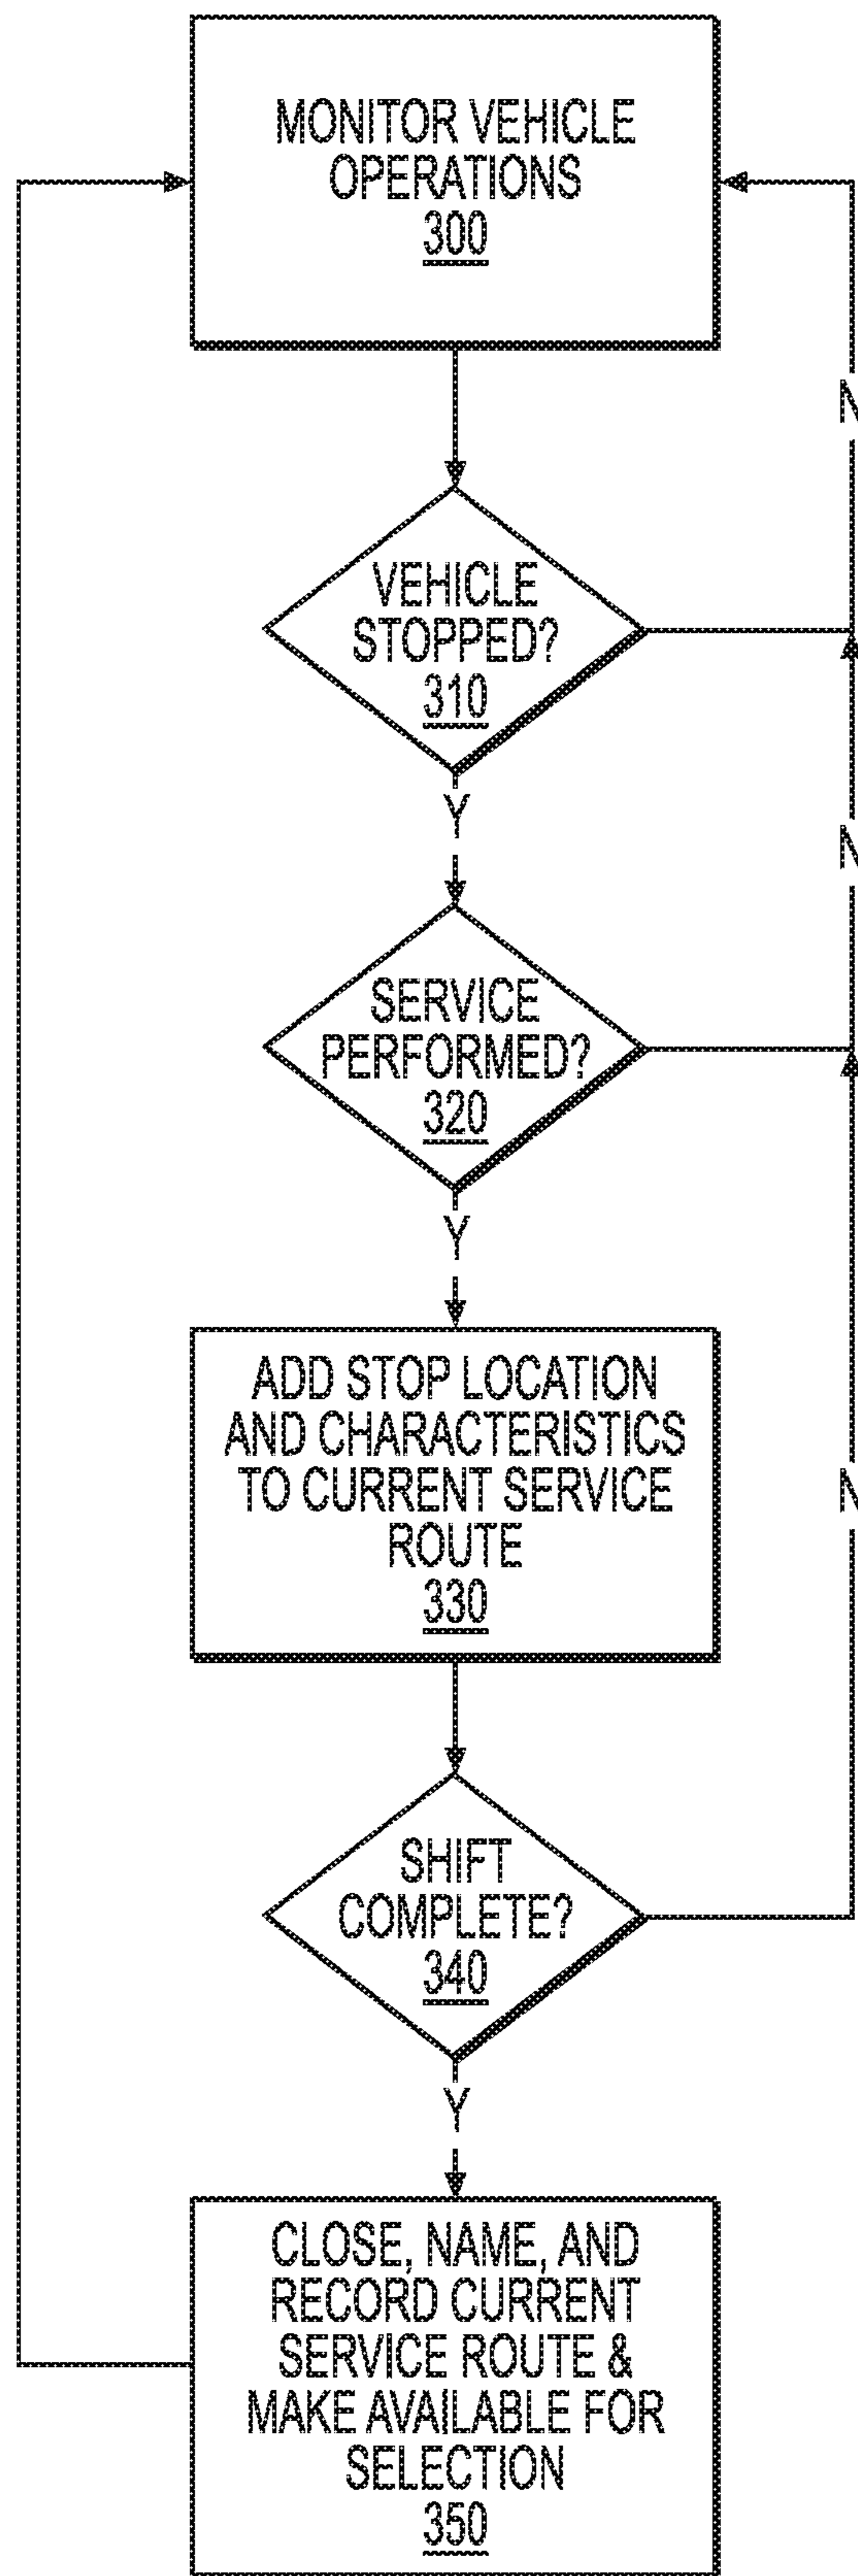 MONITOR VEHICLE
OPERATIONS
300
N
VEHICLE
STOPPED?
310
Y
N
SERVICE
PERFORMED?
320
Y
ADD STOP LOCATION
AND CHARACTERISTICS
TO CURRENT SERVICE
ROUTE
330
N
SHIFT
COMPLETE?
340
Y
CLOSE, NAME, AND
RECORD CURRENT
SERVICE ROUTE &
MAKE AVAILABLE FOR
SELECTION
350